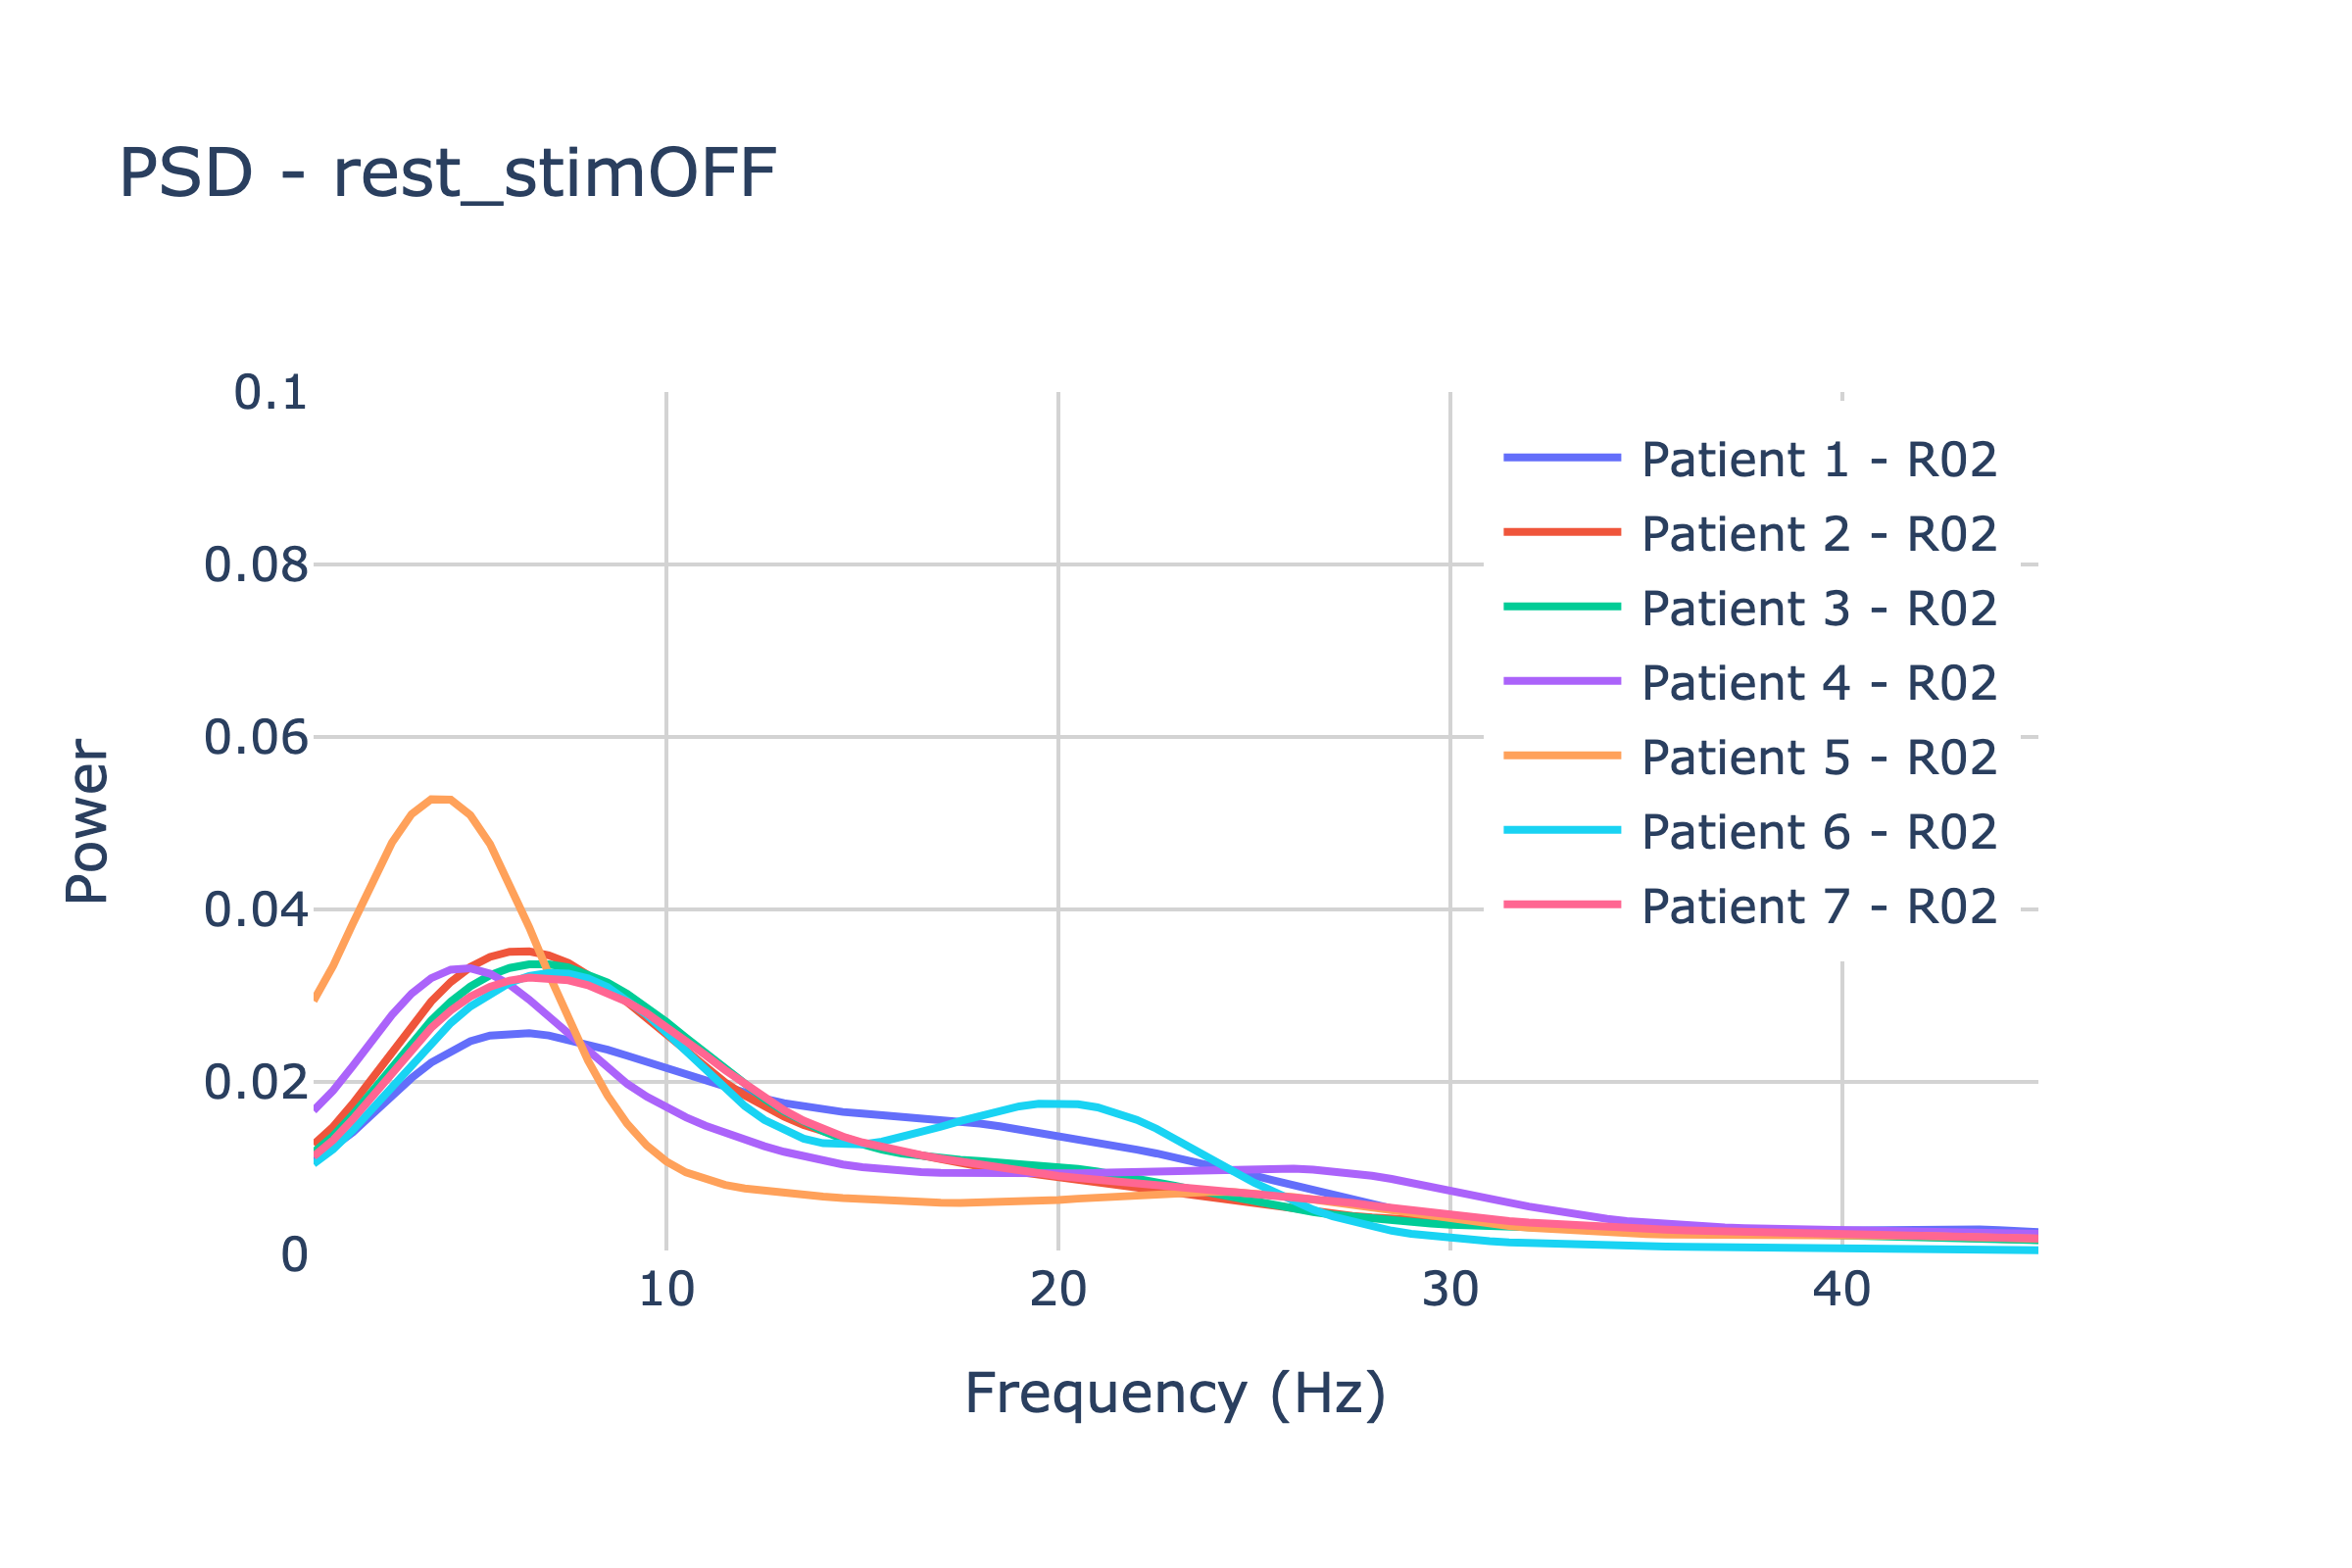 PSD - rest_stimOFF
0.1
0.08
0.06
0.04
0.02
0
Power
10 20 30 40
Frequency (Hz)
Patient 1 - R02
Patient 2 - R02
Patient 3 - R02
Patient 4 - R02
Patient 5 - R02
Patient 6 - R02
Patient 7 - R02